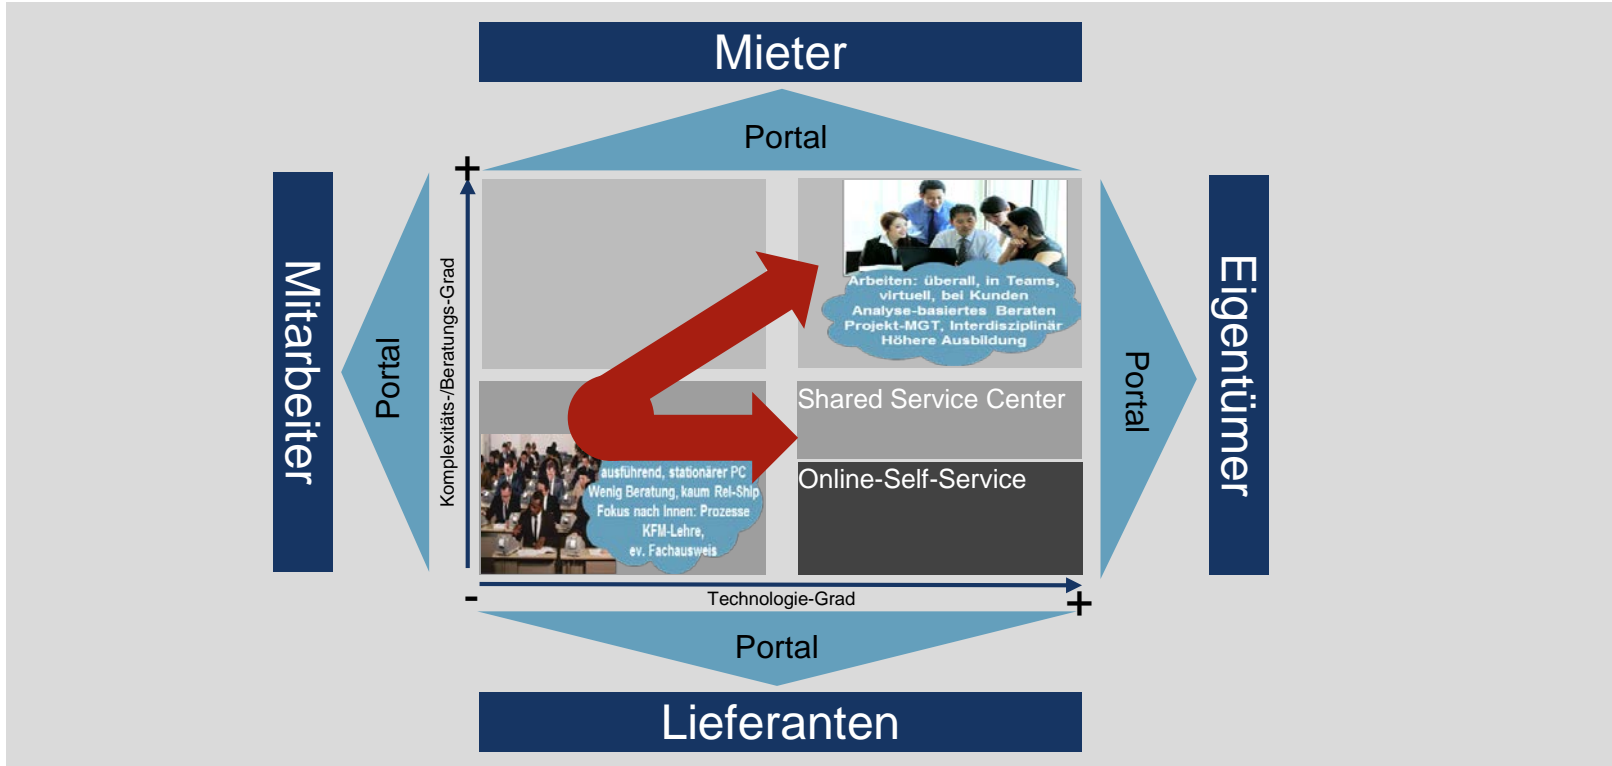 Mieter
Portal
+
Mitarbeiter
Portal
Komplexitäts-/Beratungs-Grad
Arbeiten: überall, in Teams,
virtuell, bei Kunden
Analyse-basiertes Beraten
Projekt-MGT, Interdisziplinär
Höhere Ausbildung
Shared Service Center
Online-Self-Service
ausführend, stationärer PC
Wenig Beratung, kaum Rel-Ship
Fokus nach Innen: Prozesse
KFM-Lehre,
ev. Fachausweis
Portal
Eigentümer
-
Technologie-Grad
+
Portal
Lieferanten